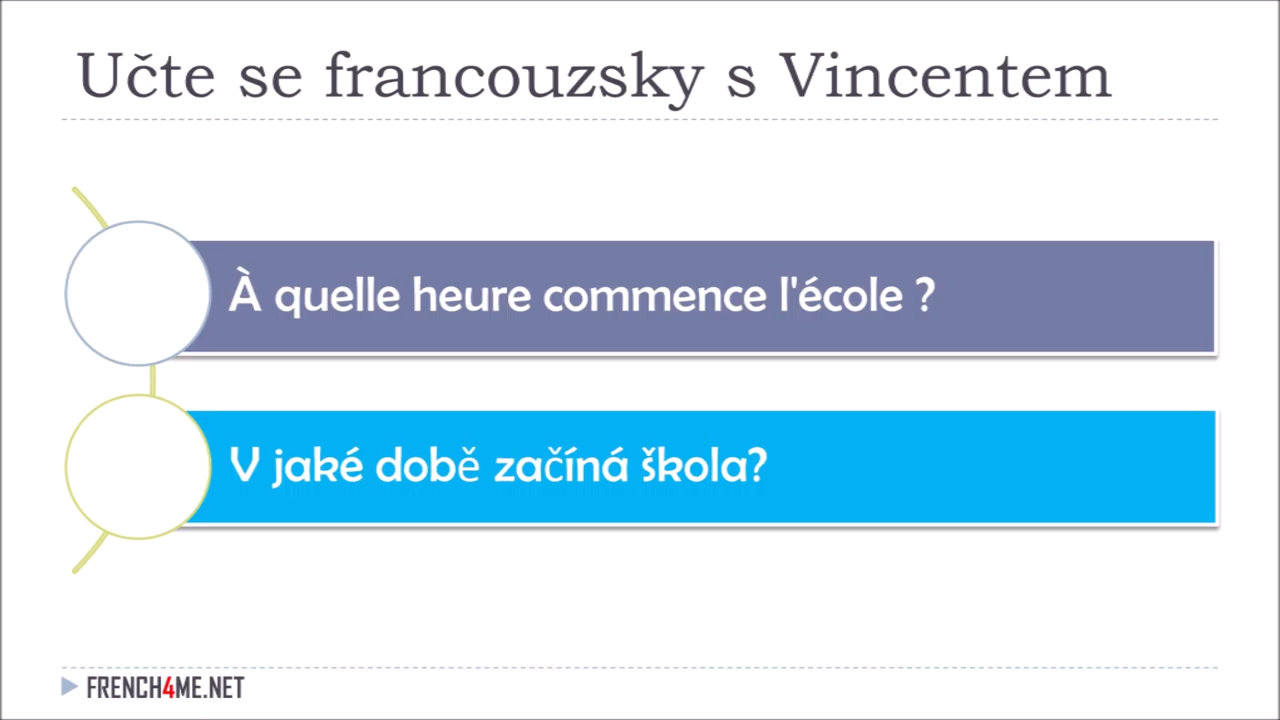 Učte se francouzsky s Vincentem
À quelle heure commence l'école ?
V jaké době začíná škola?
FRENCH4ME.NET